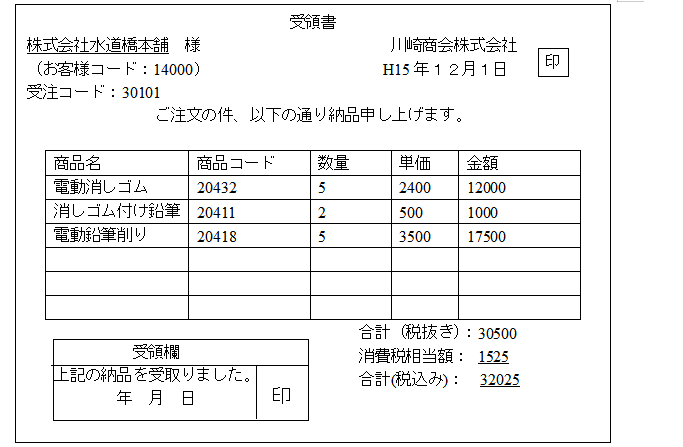 受領書
株式会社水道橋本舗　様　川崎商会株式会社
（お客様コード：14000）　H15年１２月１日　印
受注コード：30101
ご注文の件、以下の通り納品申し上げます。
商品名　商品コード　数量　単価　金額
電動消しゴム　20432　5　2400　12000
消しゴム付け鉛筆　20411　2　500　1000
電動鉛筆削り　20418　5　3500　17500
合計（税抜き）：30500
消費税相当額：　1525
合計(税込み)：　32025
受領欄
上記の納品を受取りました。
年　月　日　印